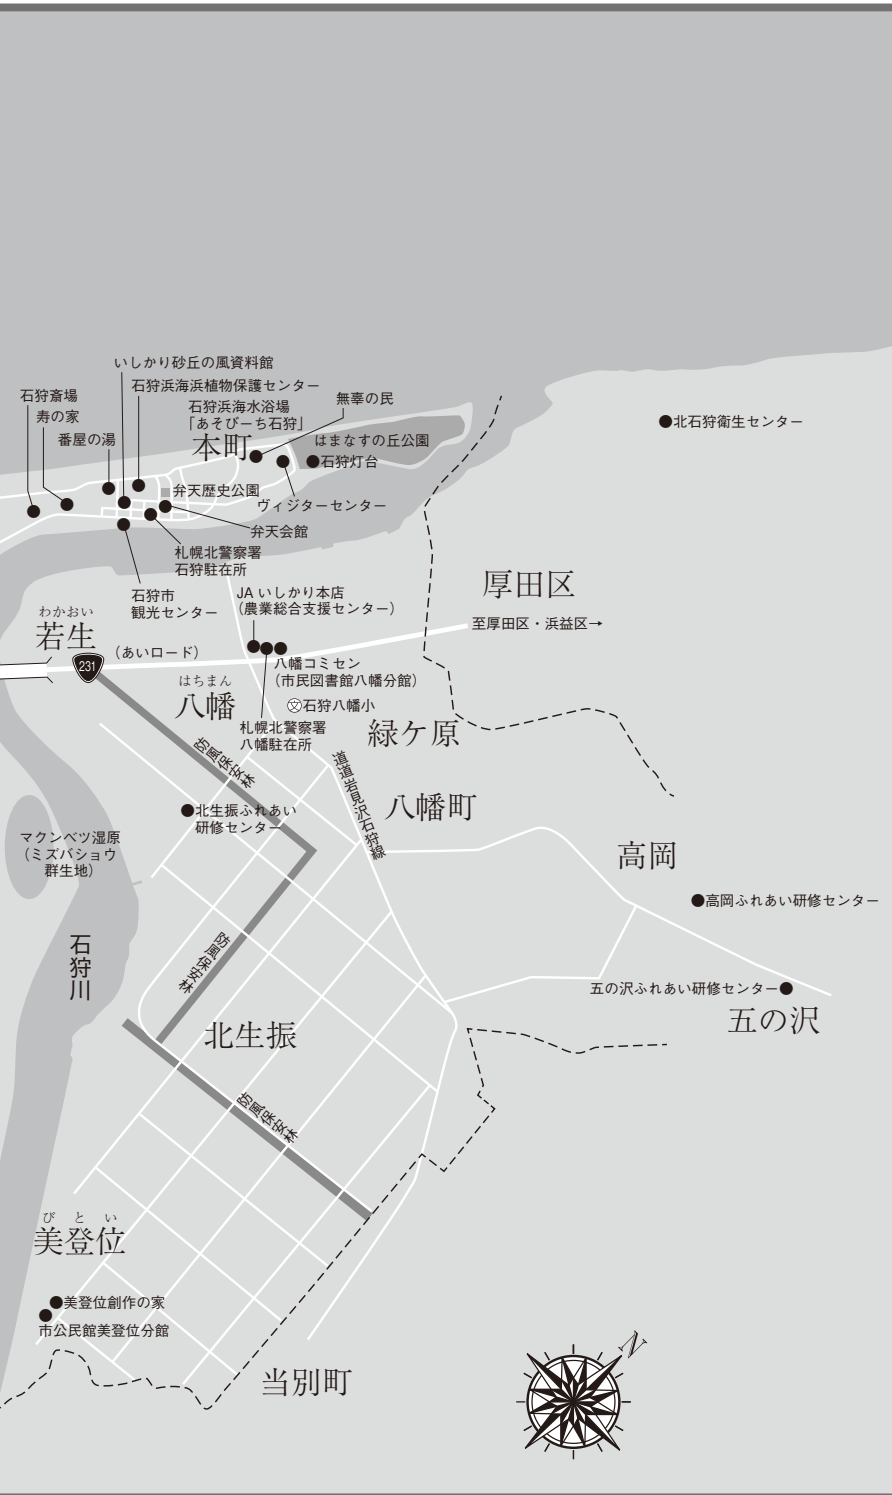 いしかり砂丘の風資料館
石狩浜海浜植物保護センター
石狩斎場
寿の家
番屋の湯
石狩浜海水浴場
「あそびーち石狩」
無辜の民
本町
はまなすの丘公園
石狩灯台
北石狩衛生センター
弁天歴史公園
ヴィジターセンター
弁天会館
札幌北警察署
石狩駐在所
石狩市
観光センター
JA いしかり本店
（農業総合支援センター）
厚田区
至厚田区・浜益区→
わかおい
若生
（あいロード）
231
八幡コミセン
（市民図書館八幡分館）
はちまん
八幡
文
石狩八幡小
札幌北警察署
八幡駐在所
緑ケ原
防風保安林
道道岩見沢石狩線
八幡町
北生振ふれあい
研修センター
マクンベツ湿原
（ミズバショウ
群生地）
高岡
高岡ふれあい研修センター
石狩川
防風保安林
五の沢ふれあい研修センター
五の沢
北生振
防風保安林
びとい
美登位
美登位創作の家
市公民館美登位分館
当別町
N